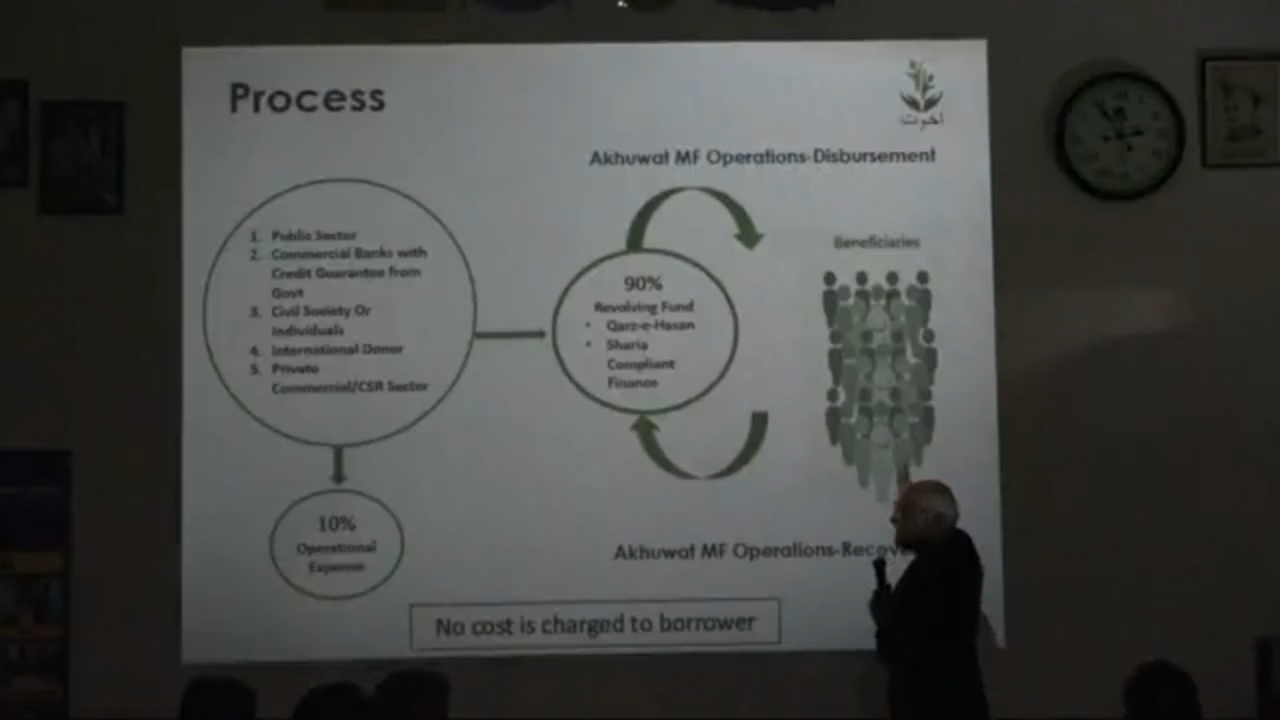 Process
اخوت
Akhuwat MF Operations-Disbursement
1. Public Sector
2. Commercial Banks with
Credit Guarantee from
Govt
3. Civil Society Or
Individuals
4. International Donor
5. Private
Commercial/CSR Sector
90%
Revolving Fund
• Qarz-e-Hasan
• Sharia
Compliant
Finance
Beneficiaries
10%
Operational
Expense
Akhuwat MF Operations-Recove
No cost is charged to borrower